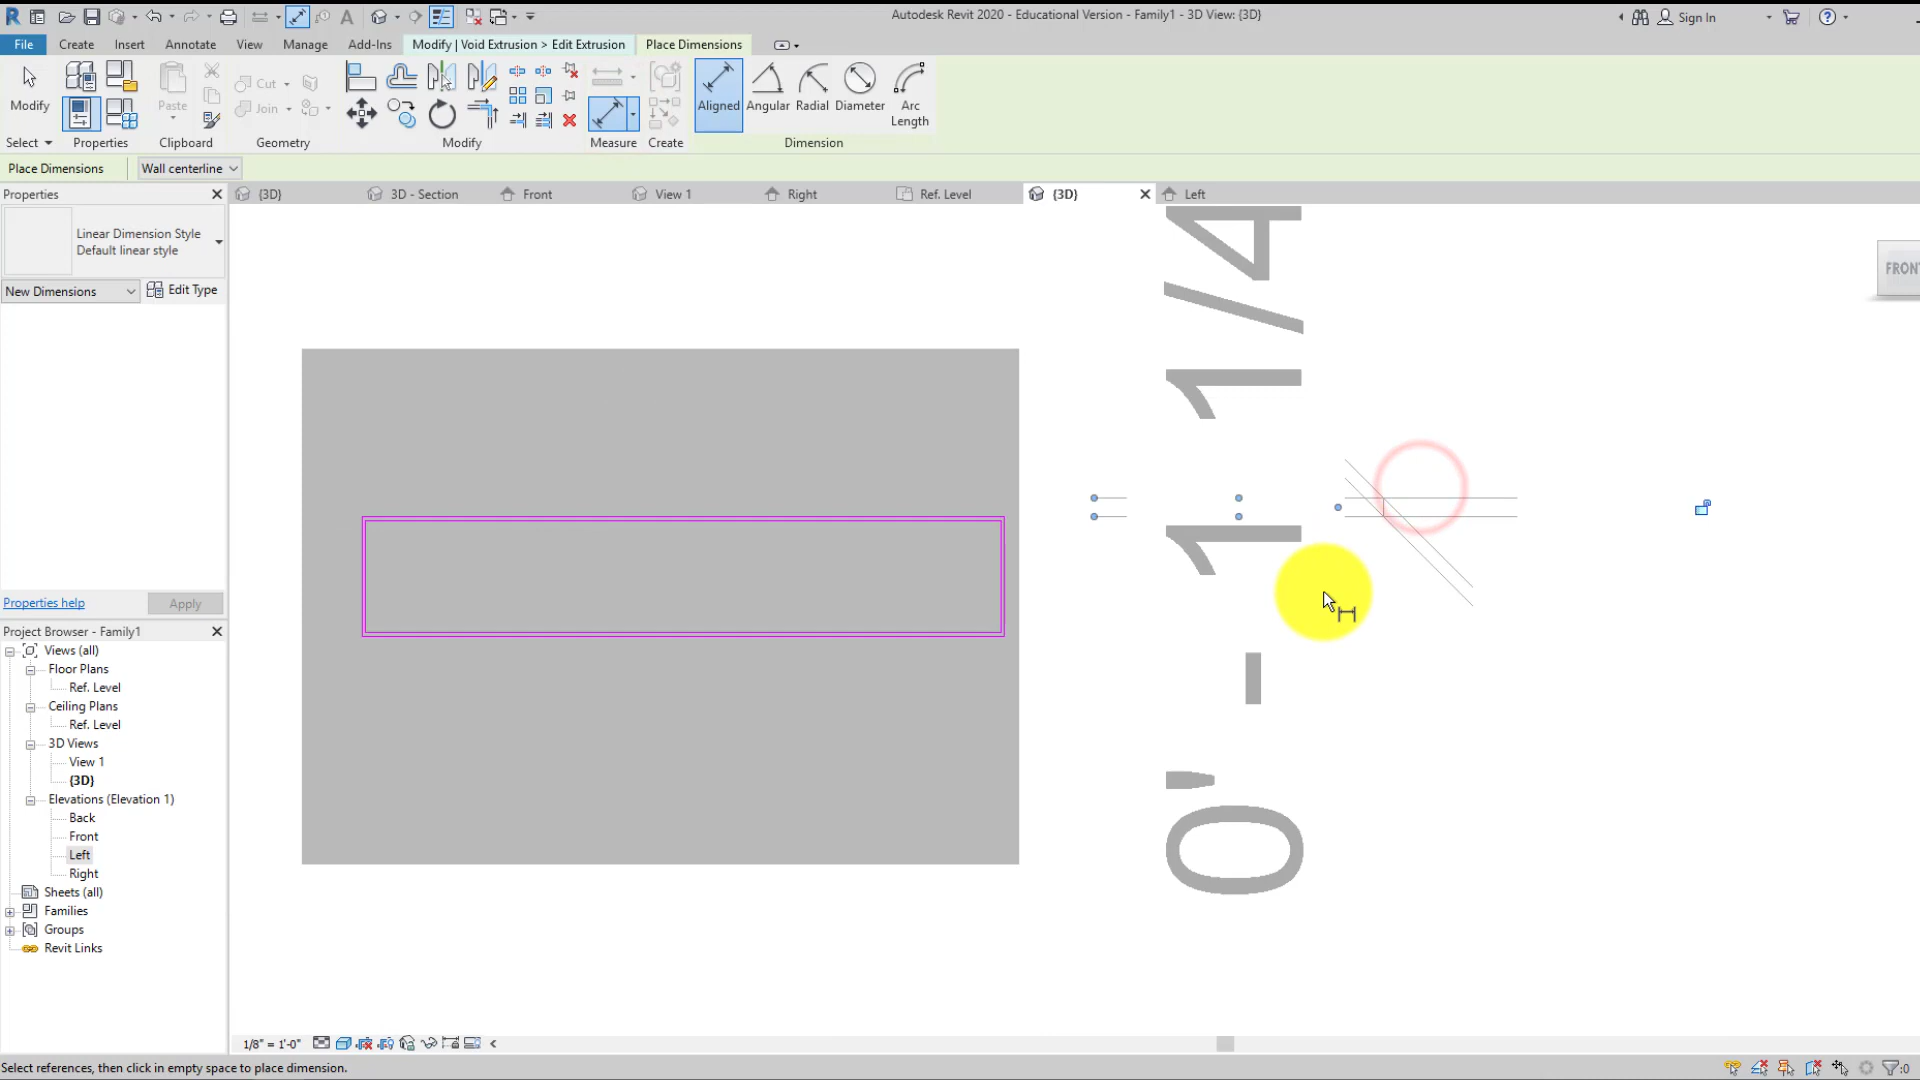 Autodesk Revit 2020 - Educational Version - Family1 - 3D View: {3D}
Sign In
File Create Insert Annotate View Manage Add-Ins Modify | Void Extrusion > Edit Extrusion Place Dimensions
Modify
Paste
Cut
Join
Aligned Angular Radial Diameter Arc Length
Select Properties Clipboard Geometry Modify Measure Create Dimension
Place Dimensions Wall centerline
Properties
{3D} 3D - Section Front View 1 Right Ref. Level {3D} Left
Linear Dimension Style
Default linear style
New Dimensions Edit Type
Properties help Apply
Project Browser - Family1
Views (all)
Floor Plans
Ref. Level
Ceiling Plans
Ref. Level
3D Views
View 1
{3D}
Elevations (Elevation 1)
Back
Front
Left
Right
Sheets (all)
Families
Groups
Revit Links
0' - 1 1/4
FRONT
1/8" = 1'-0"
Select references, then click in empty space to place dimension.
:0